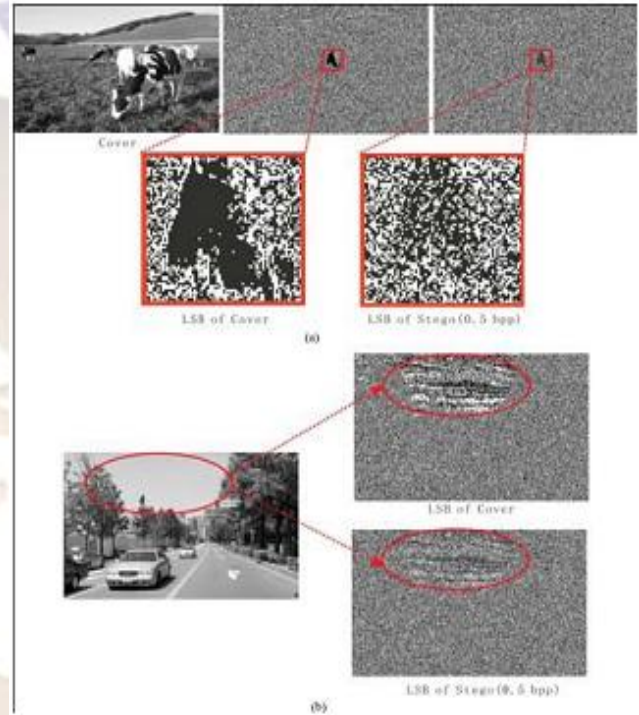 Cover
LSB of Cover
LSB of Stego(0.5 bpp)
(a)
LSB of Cover
LSB of Stego(0.5 bpp)
(b)